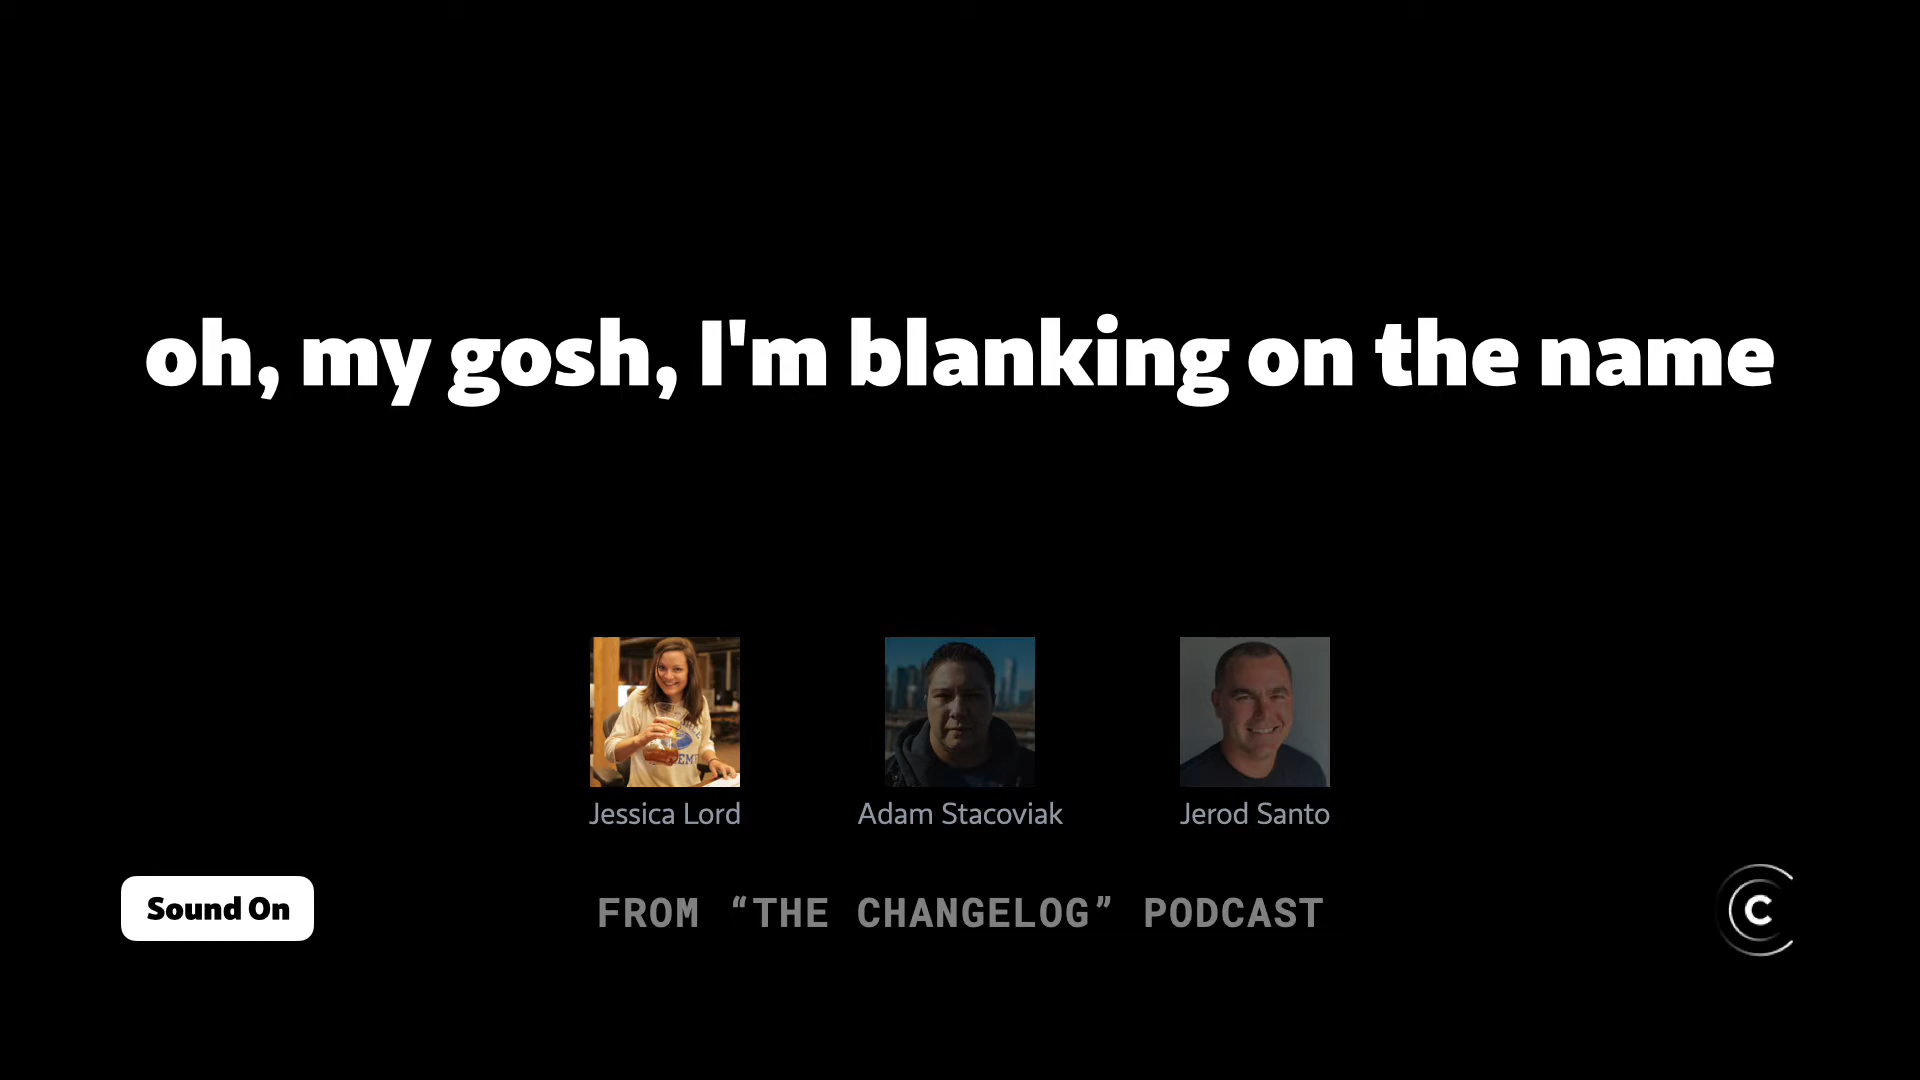 oh, my gosh, I'm blanking on the name
Jessica Lord
Adam Stacoviak
Jerod Santo
Sound On
FROM “THE CHANGELOG” PODCAST
C